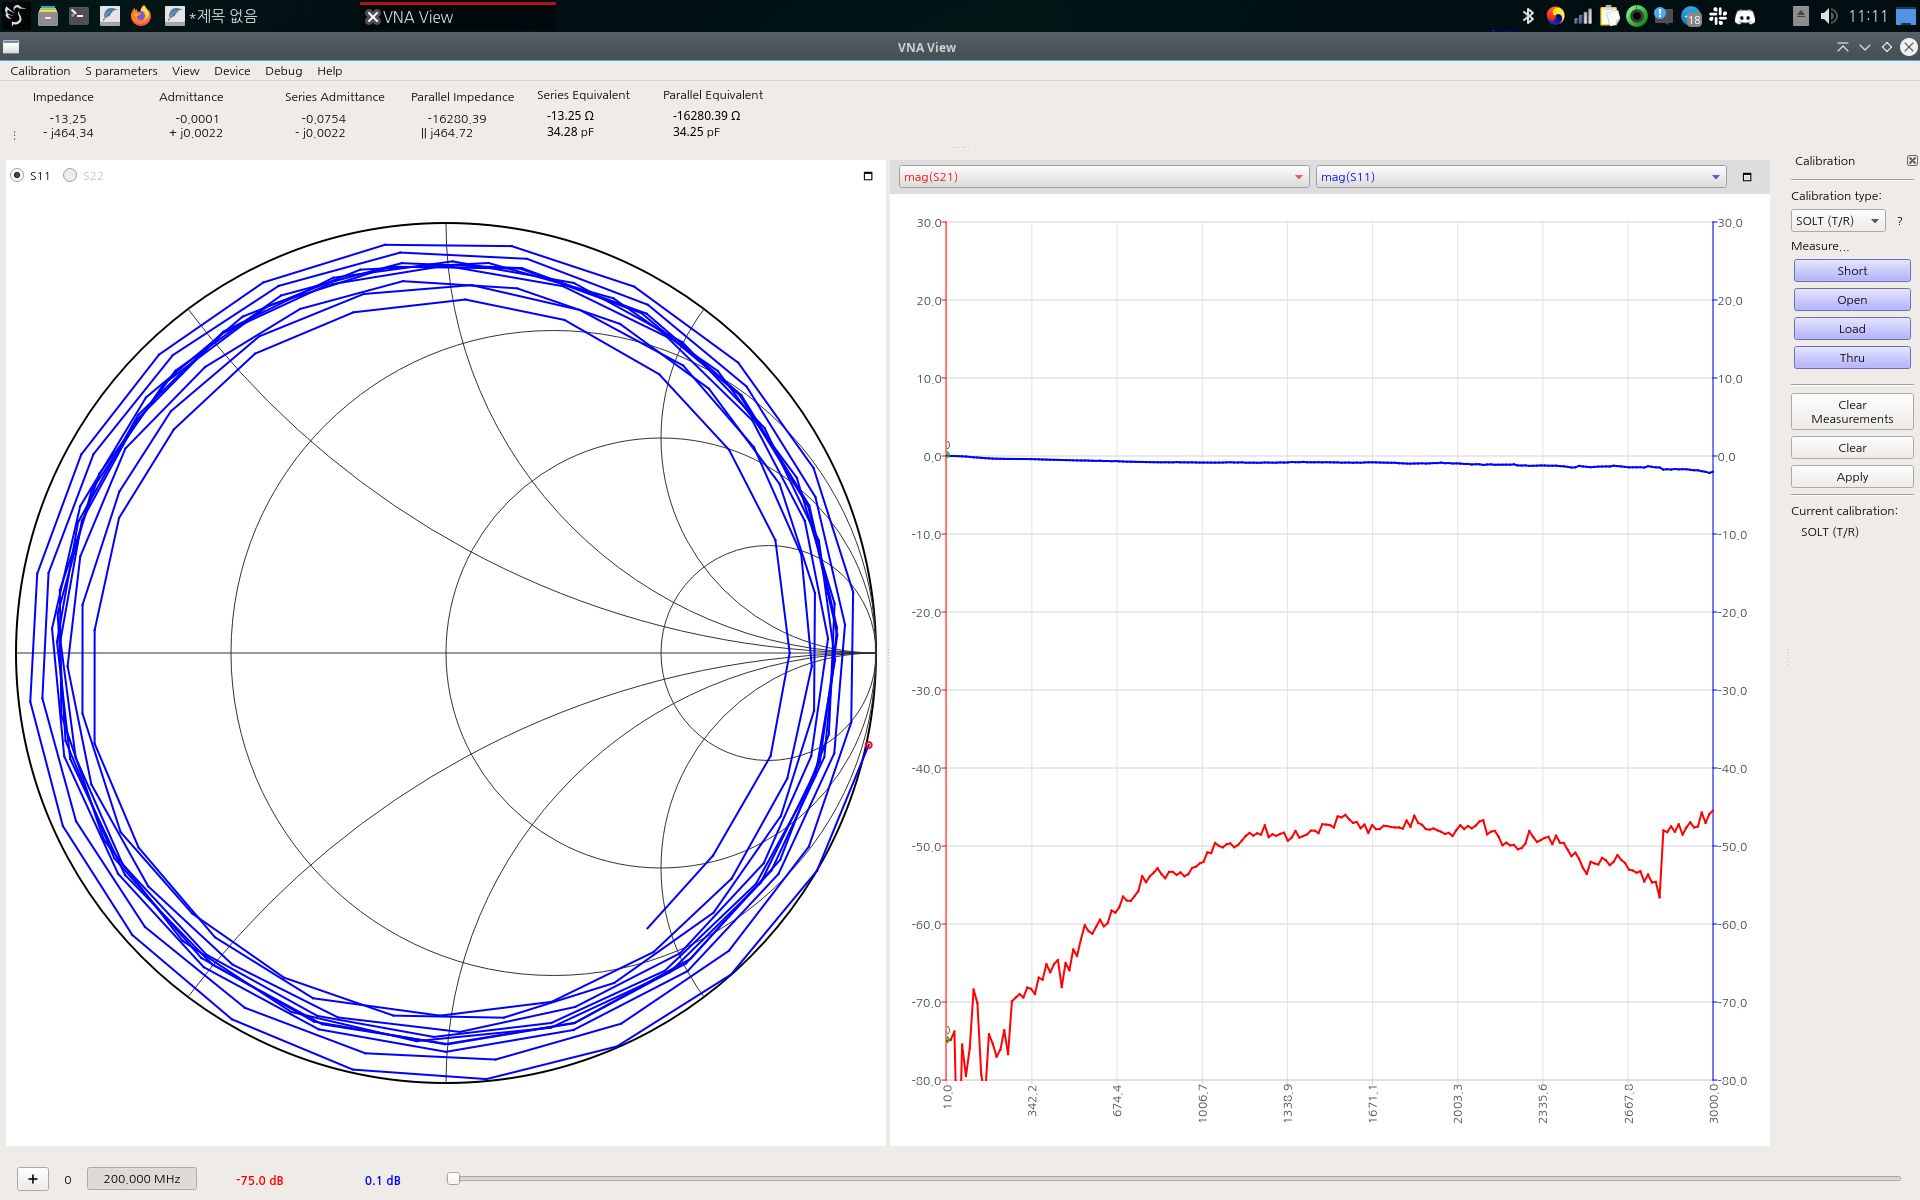 *제목 없음
VNA View
18
11:11
VNA View
Calibration S parameters View Device Debug Help
Impedance Admittance Series Admittance Parallel Impedance Series Equivalent Parallel Equivalent
-13.25 -0.0001 -0.0754 -16280.39 -13.25 Ω -16280.39 Ω
- j464.34 + j0.0022 - j0.0022 || j464.72 34.28 pF 34.25 pF
S11 S22
mag(S21) mag(S11)
30.0 30.0
20.0 20.0
10.0 10.0
0
0.0 0.0
-10.0 -10.0
-20.0 -20.0
-30.0 -30.0
-40.0 -40.0
-50.0 -50.0
-60.0 -60.0
-70.0 -70.0
0
-80.0 -80.0
10.0 342.2 674.4 1006.7 1338.9 1671.1 2003.3 2335.6 2667.8 3000.0
Calibration
Calibration type:
SOLT (T/R) ?
Measure...
Short
Open
Load
Thru
Clear
Measurements
Clear
Apply
Current calibration:
SOLT (T/R)
+ 0 200.000 MHz -75.0 dB 0.1 dB